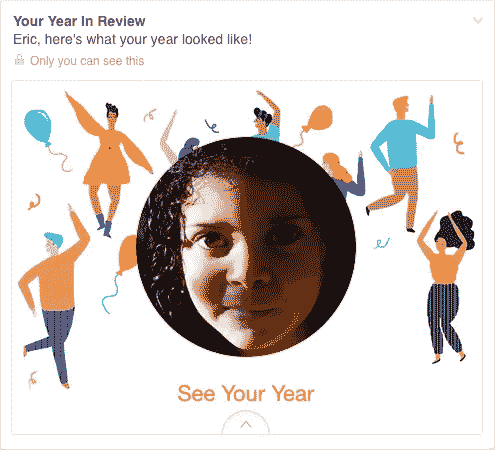 Your Year In Review
Eric, here's what your year looked like!
Only you can see this
See Your Year